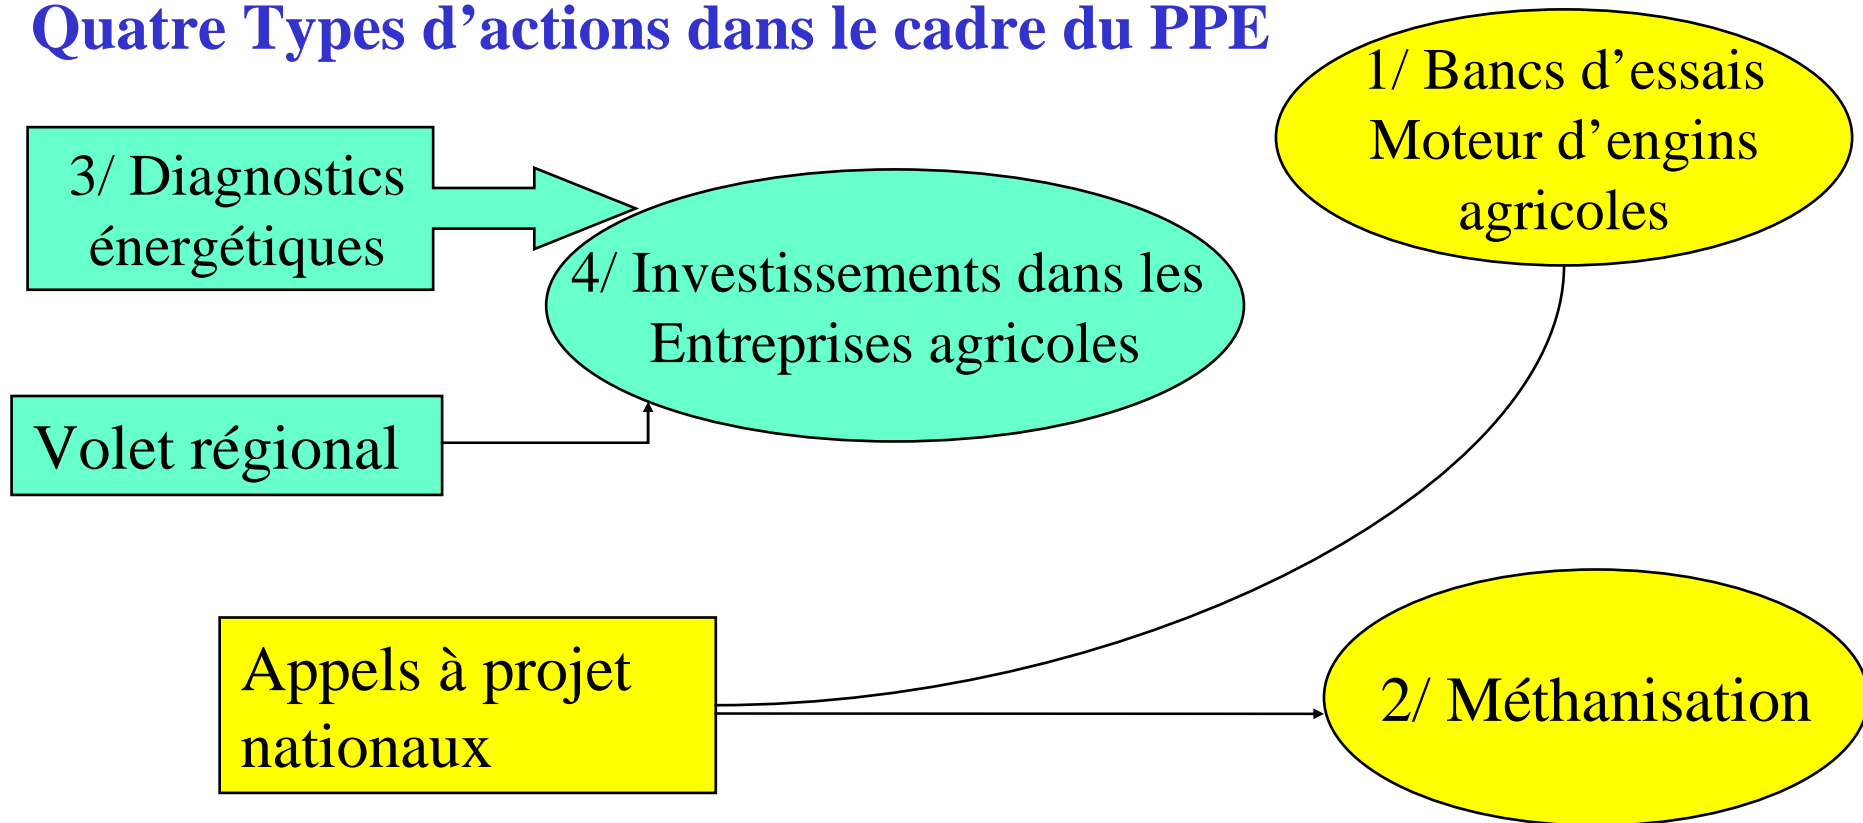 Quatre Types d’actions dans le cadre du PPE
1/ Bancs d’essais
Moteur d’engins
agricoles
3/ Diagnostics
énergétiques
4/ Investissements dans les
Entreprises agricoles
Volet régional
Appels à projet
nationaux
2/ Méthanisation